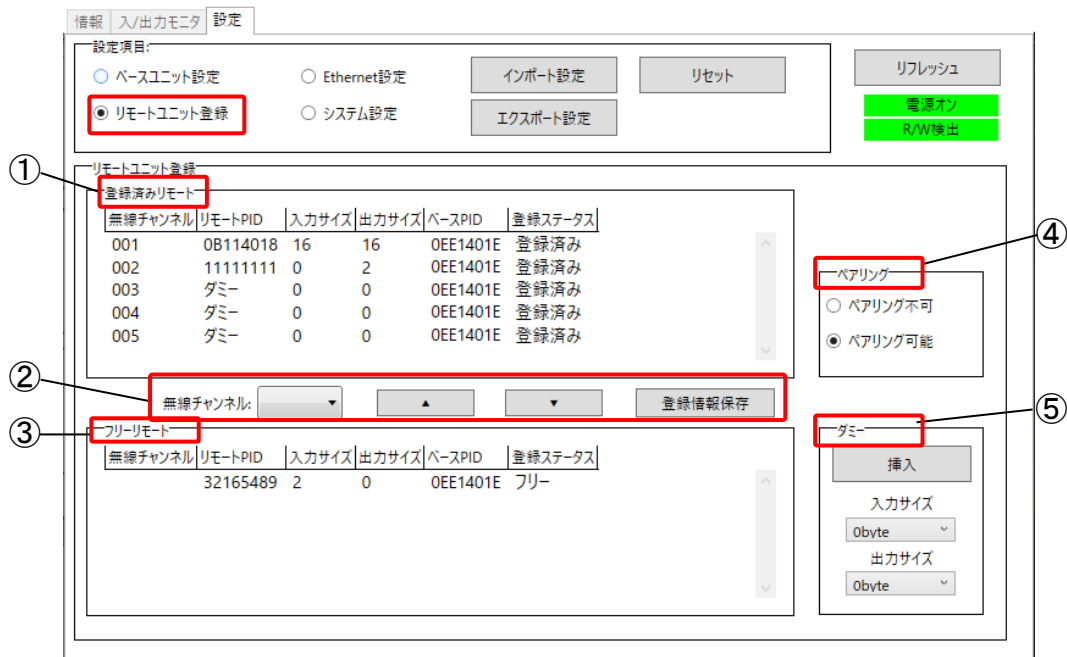 情報 入/出力モニタ 設定
設定項目:
ベースユニット設定 Ethernet設定 インポート設定 リセット リフレッシュ
リモートユニット登録 システム設定 エクスポート設定 電源オン
R/W検出
リモートユニット登録
① 登録済みリモート
無線チャンネル リモートPID 入力サイズ 出力サイズ ベースPID 登録ステータス
001 0B114018 16 16 0EE1401E 登録済み
002 11111111 0 2 0EE1401E 登録済み
003 ダミー 0 0 0EE1401E 登録済み
004 ダミー 0 0 0EE1401E 登録済み
005 ダミー 0 0 0EE1401E 登録済み
④ ペアリング
ペアリング不可
ペアリング可能
② 無線チャンネル: ▼ ▲ ▼ 登録情報保存
③ フリーリモート
無線チャンネル リモートPID 入力サイズ 出力サイズ ベースPID 登録ステータス
32165489 2 0 0EE1401E フリー
⑤ ダミー
挿入
入力サイズ
0byte
出力サイズ
0byte